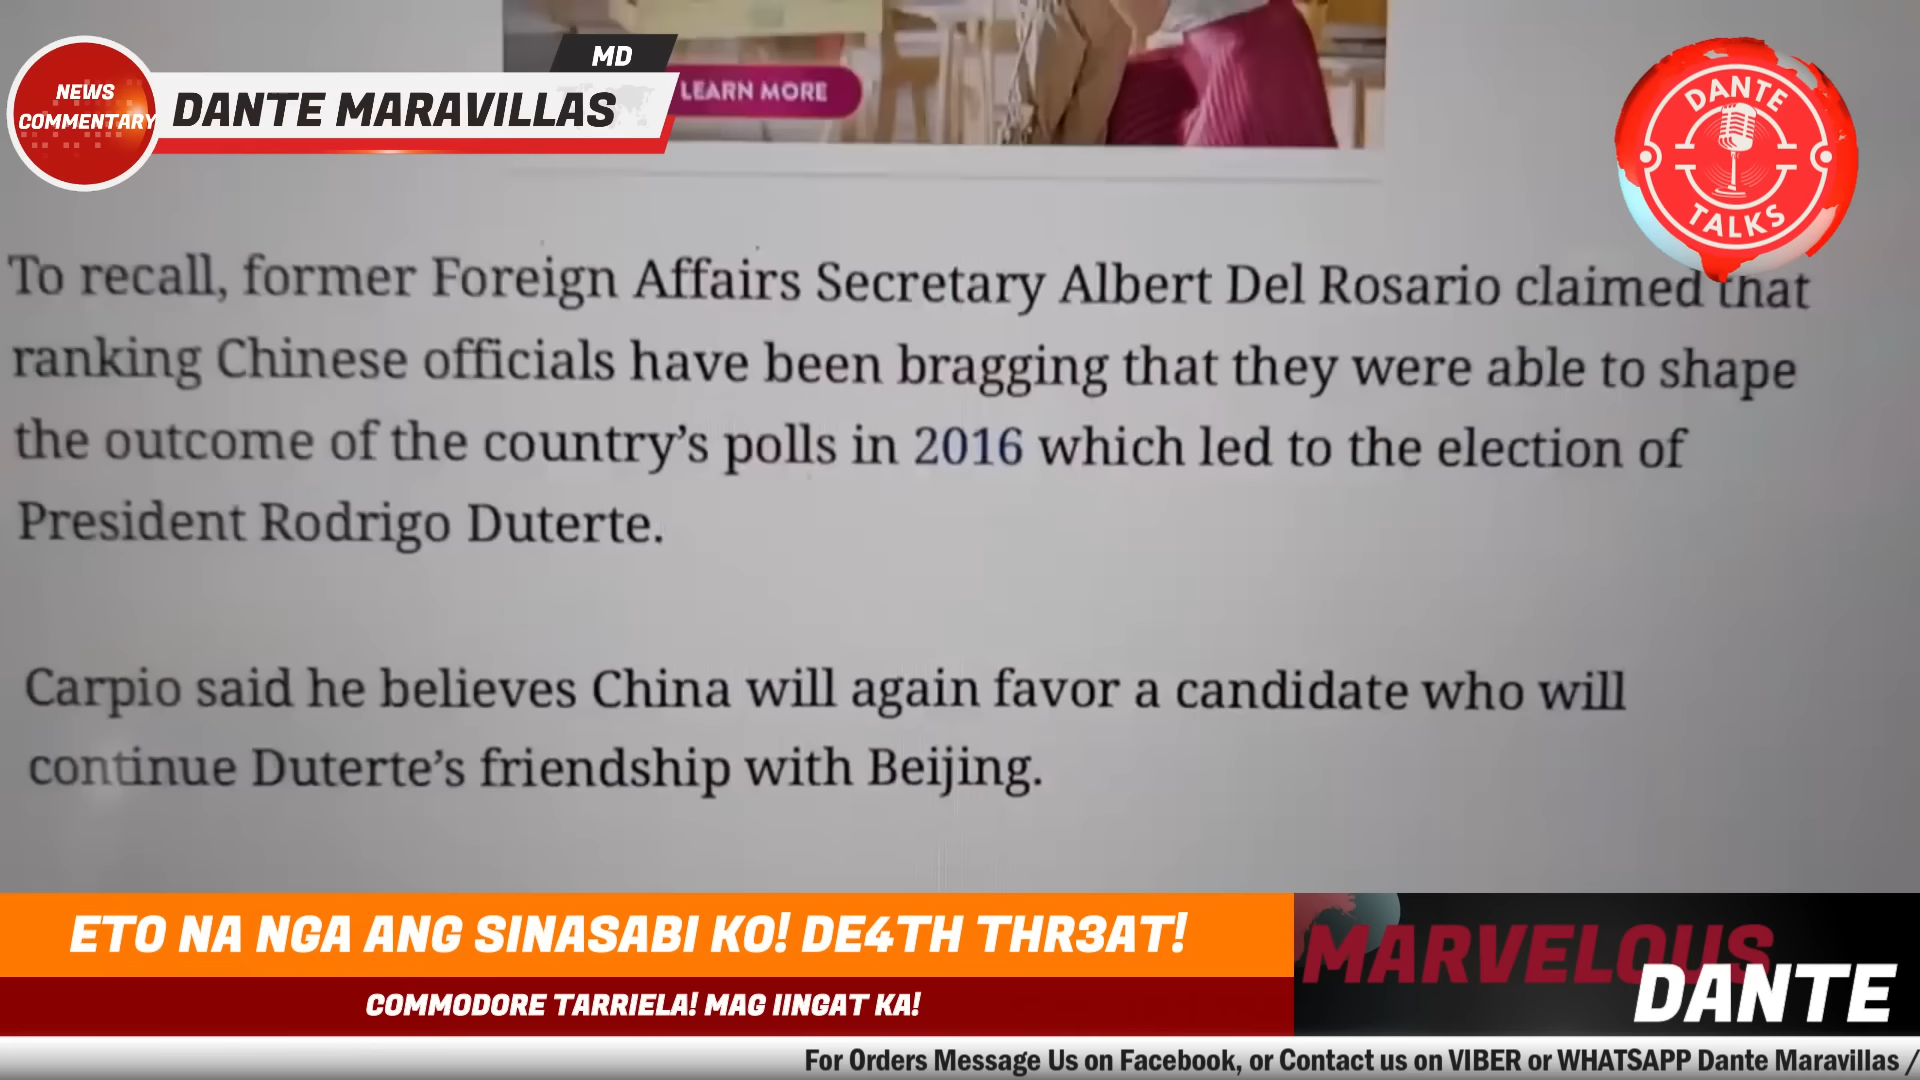 MD
NEWS
COMMENTARY
DANTE MARAVILLAS
LEARN MORE
DANTE
TALKS
To recall, former Foreign Affairs Secretary Albert Del Rosario claimed that
ranking Chinese officials have been bragging that they were able to shape
the outcome of the country’s polls in 2016 which led to the election of
President Rodrigo Duterte.
Carpio said he believes China will again favor a candidate who will
continue Duterte’s friendship with Beijing.
ETO NA NGA ANG SINASABI KO! DE4TH THR3AT!
COMMODORE TARRIELA! MAG IINGAT KA!
MARVELOUS
DANTE
For Orders Message Us on Facebook, or Contact us on VIBER or WHATSAPP Dante Maravillas /